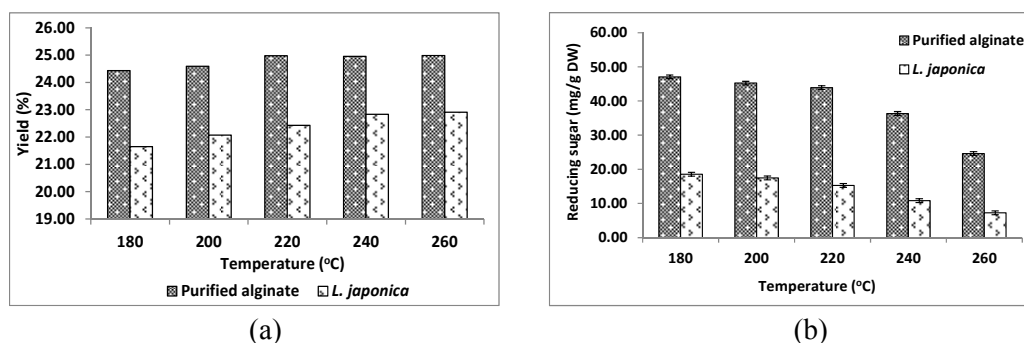 26.00
25.00
24.00
23.00
22.00
21.00
20.00
19.00
Yield (%)
180 200 220 240 260
Temperature (°C)
Purified alginate L. japonica
(a)
60.00
50.00
40.00
30.00
20.00
10.00
0.00
Reducing sugar (mg/g DW)
Purified alginate
L. japonica
180 200 220 240 260
Temperature (°C)
(b)